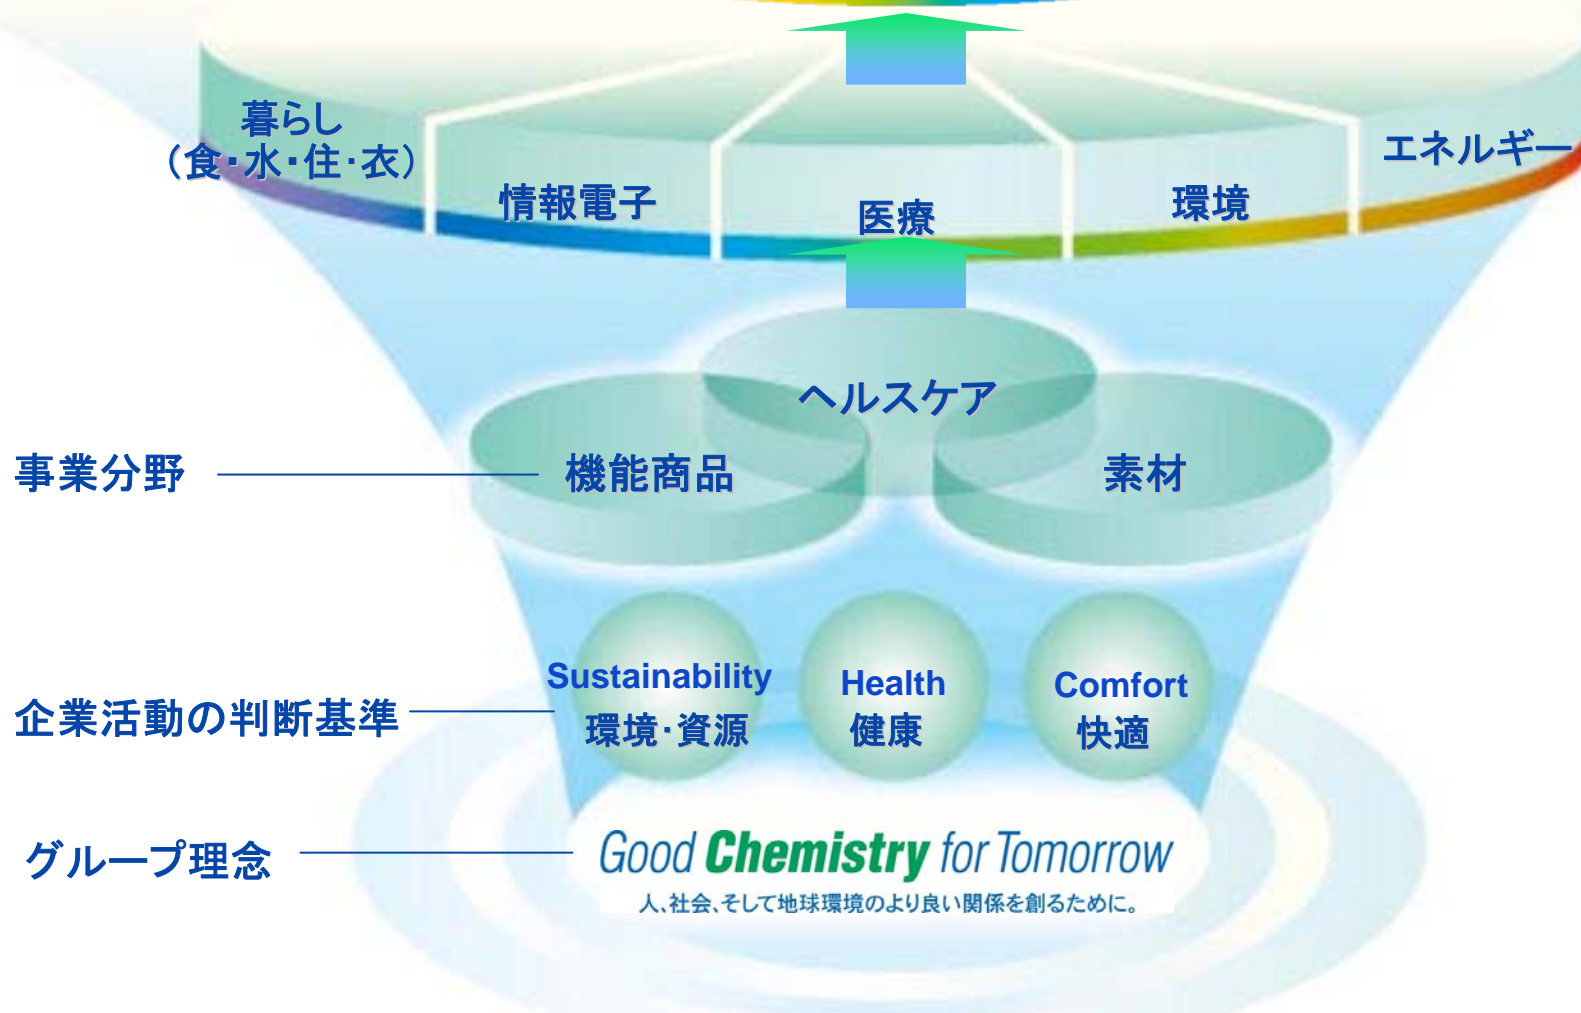 暮らし
（食・水・住・衣）
情報電子
医療
環境
エネルギー
ヘルスケア
事業分野
機能商品
素材
Sustainability
環境・資源
Health
健康
Comfort
快適
企業活動の判断基準
グループ理念
Good Chemistry for Tomorrow
人、社会、そして地球環境のより良い関係を創るために。